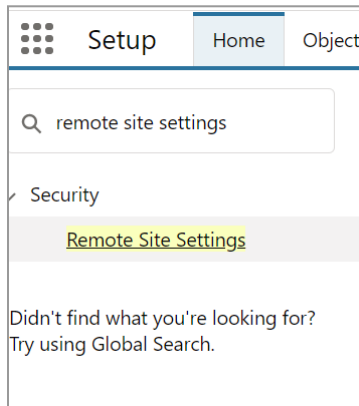 Setup Home Object
remote site settings
Security
Remote Site Settings
Didn't find what you're looking for?
Try using Global Search.